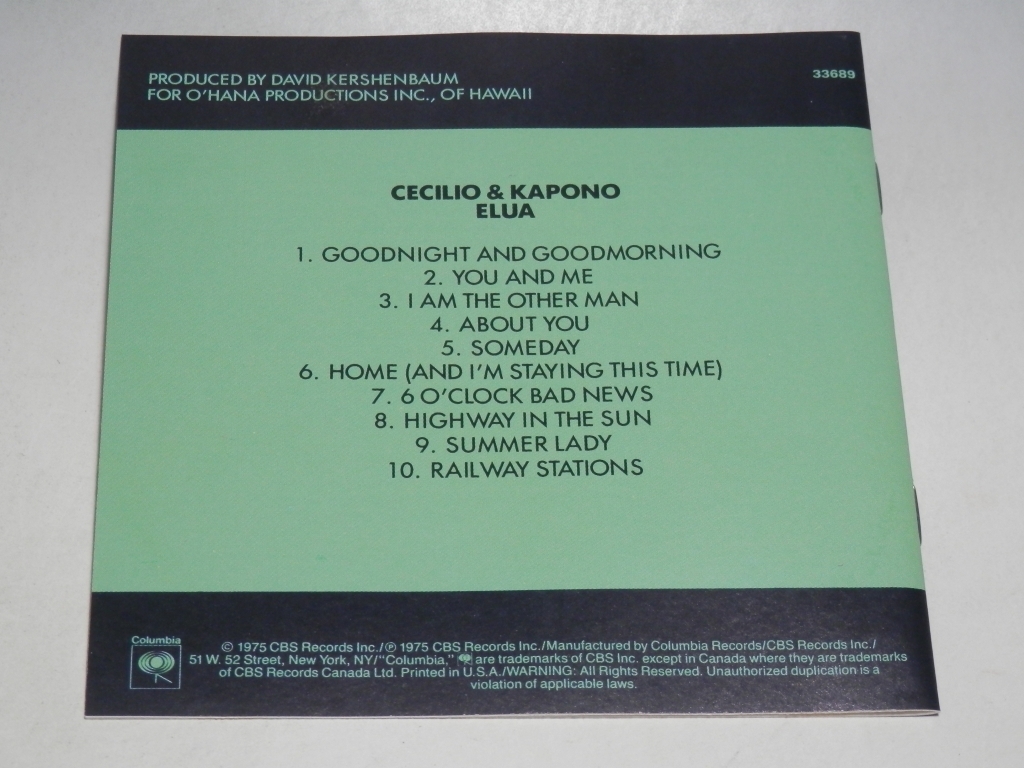 PRODUCED BY DAVID KERSHENBAUM
FOR O'HANA PRODUCTIONS INC., OF HAWAII
33689
CECILIO & KAPONO
ELUA
1. GOODNIGHT AND GOODMORNING
2. YOU AND ME
3. I AM THE OTHER MAN
4. ABOUT YOU
5. SOMEDAY
6. HOME (AND I'M STAYING THIS TIME)
7. 6 O'CLOCK BAD NEWS
8. HIGHWAY IN THE SUN
9. SUMMER LADY
10. RAILWAY STATIONS
Columbia
© 1975 CBS Records Inc./℗ 1975 CBS Records Inc./Manufactured by Columbia Records/CBS Records Inc./
51 W. 52 Street, New York, NY/"Columbia," are trademarks of CBS Inc. except in Canada where they are trademarks
of CBS Records Canada Ltd. Printed in U.S.A./WARNING: All Rights Reserved. Unauthorized duplication is a
violation of applicable laws.